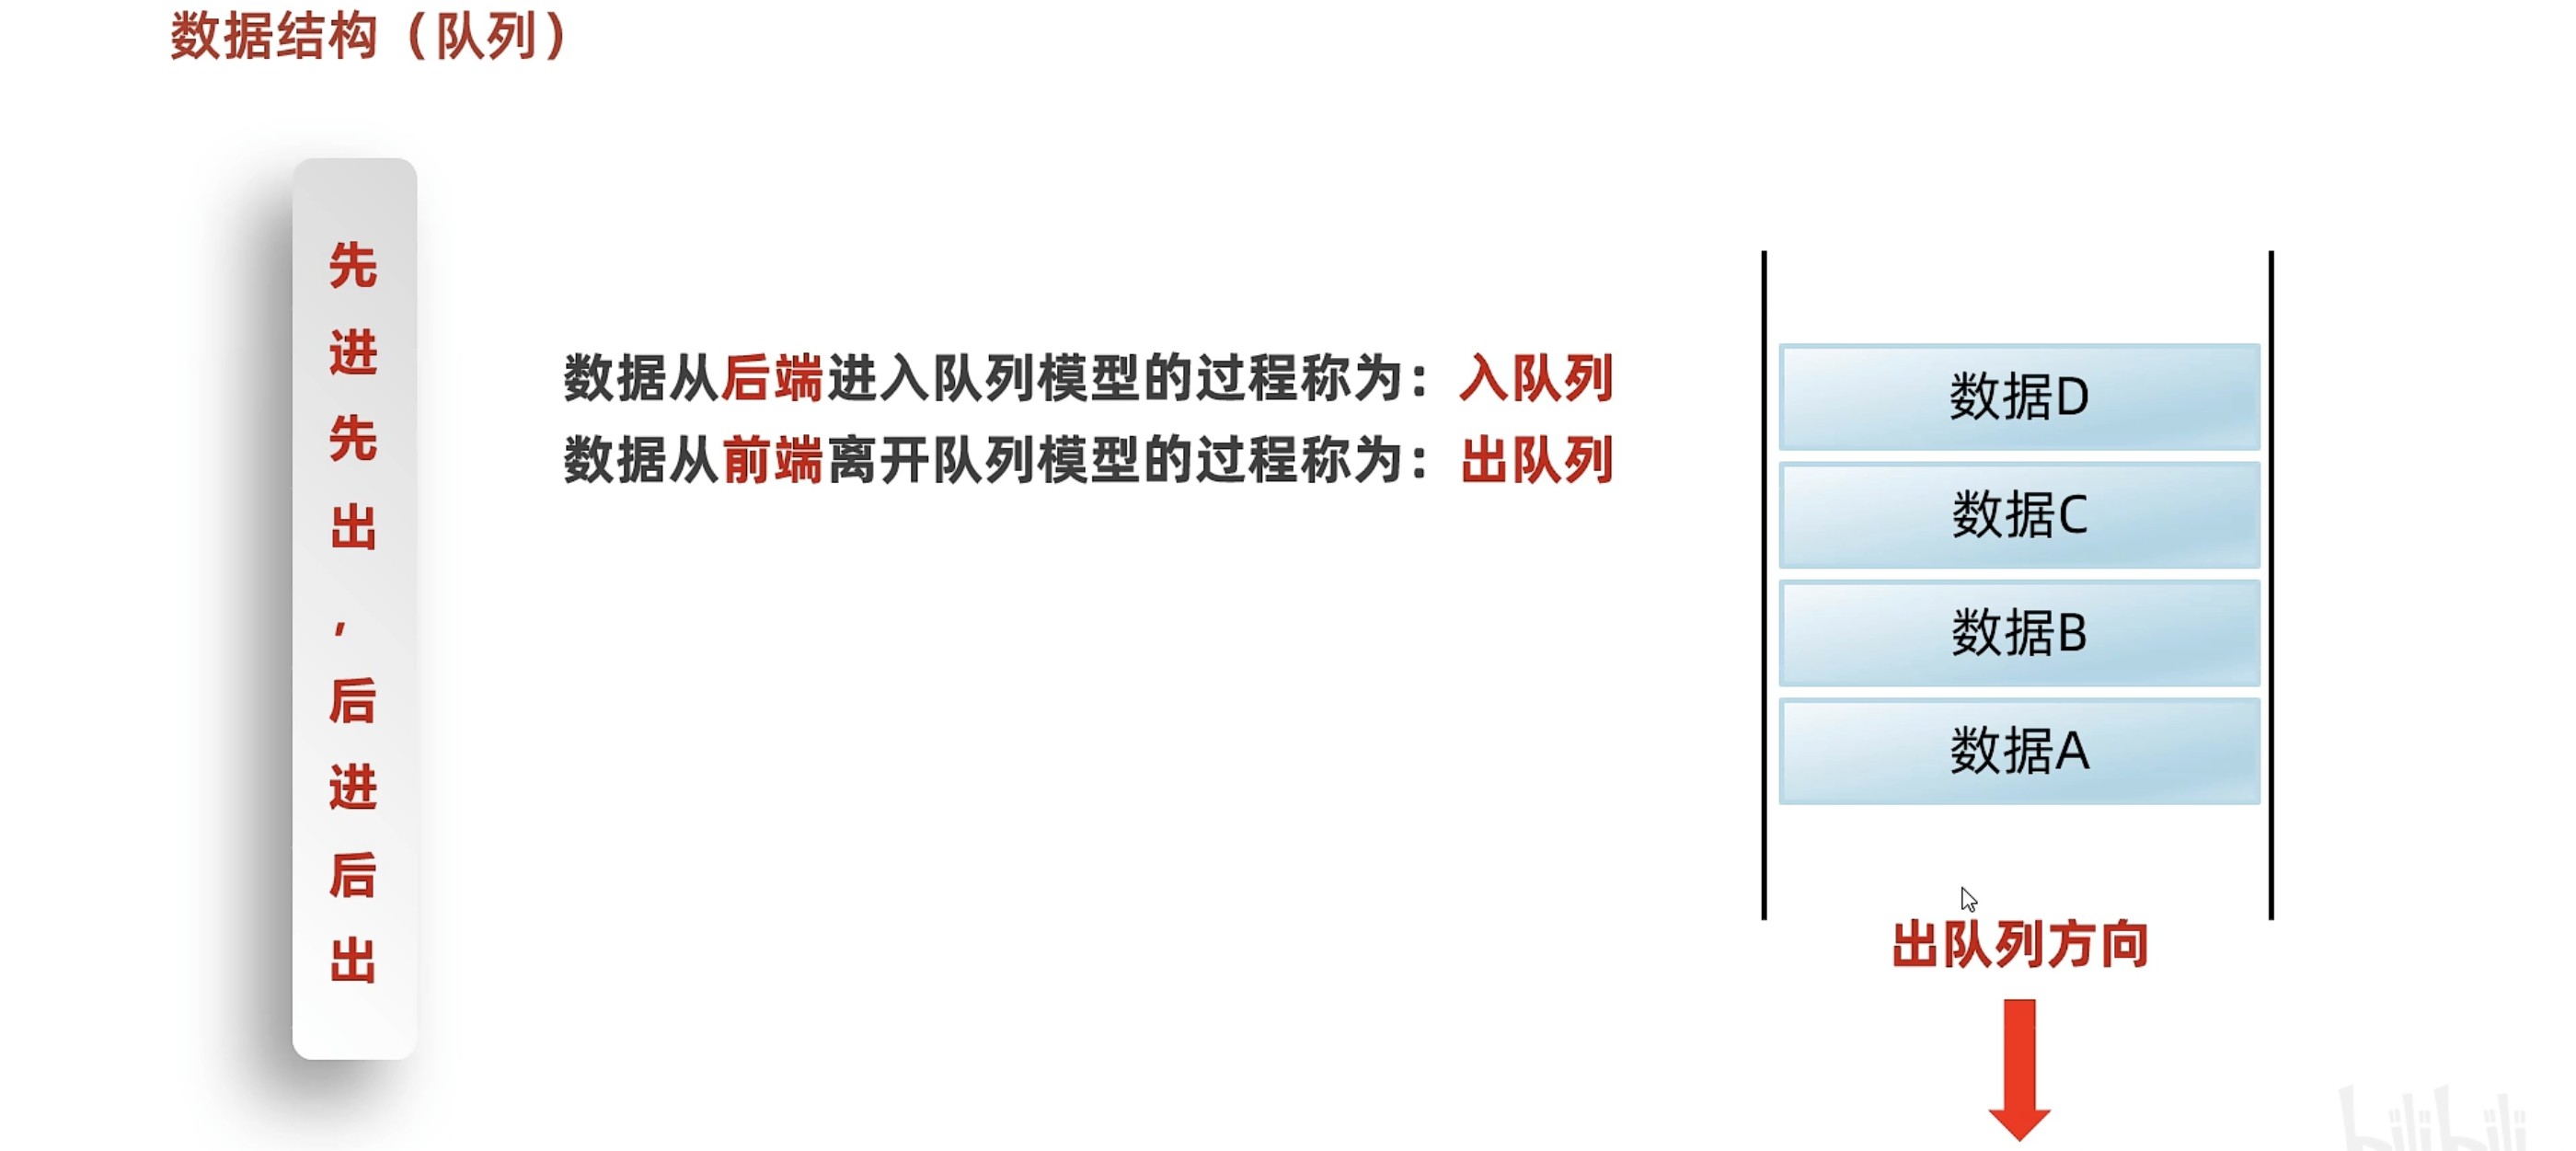 数据结构（队列）
先进先出，后进后出
数据从后端进入队列模型的过程称为：入队列
数据从前端离开队列模型的过程称为：出队列
数据D
数据C
数据B
数据A
出队列方向
bilibili